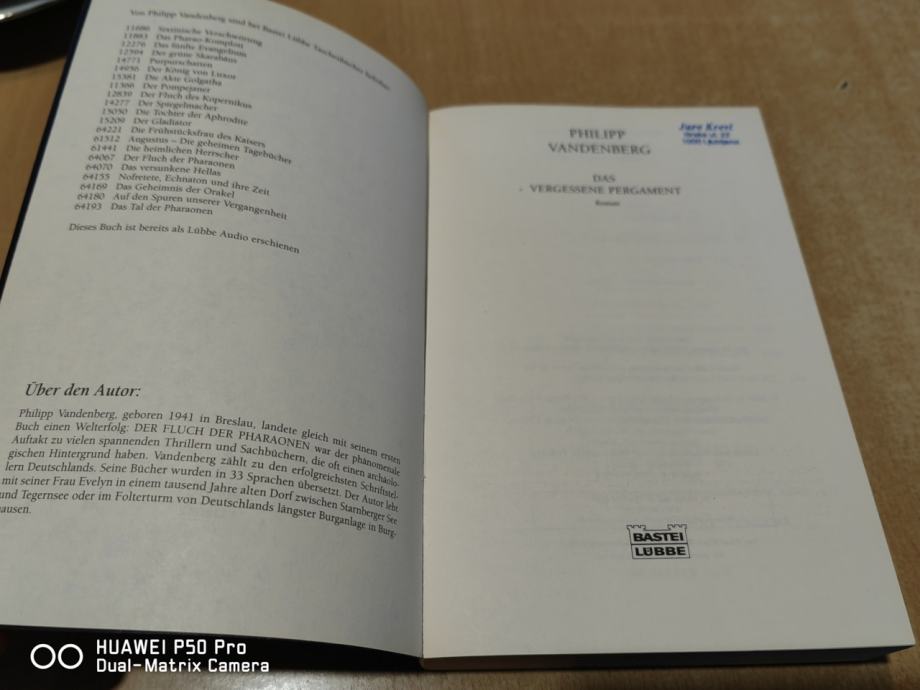 Von Philipp Vandenberg sind bei Bastei Lübbe Taschenbücher lieferbar:
11686 Sixtinische Verschwörung
11883 Das Pharao-Komplott
12276 Das fünfte Evangelium
12594 Der grüne Skarabäus
14771 Purpurschatten
14956 Der König von Luxor
15381 Die Akte Golgatha
11366 Der Pompejaner
12839 Der Fluch des Kopernikus
14277 Der Spiegelmacher
15050 Die Tochter der Aphrodite
15209 Der Gladiator
64221 Die Frühstücksfrau des Kaisers
61512 Augustus – Die geheimen Tagebücher
61441 Die heimlichen Herrscher
64067 Der Fluch der Pharaonen
64070 Das versunkene Hellas
64155 Nofretete, Echnaton und ihre Zeit
64169 Das Geheimnis der Orakel
64180 Auf den Spuren unserer Vergangenheit
64193 Das Tal der Pharaonen
Dieses Buch ist bereits als Lübbe Audio erschienen
Über den Autor:
Philipp Vandenberg, geboren 1941 in Breslau, landete gleich mit seinem ersten
Buch einen Welterfolg: DER FLUCH DER PHARAONEN war der phänomenale
Auftakt zu vielen spannenden Thrillern und Sachbüchern, die oft einen archäolo-
gischen Hintergrund haben. Vandenberg zählt zu den erfolgreichsten Schriftstel-
lern Deutschlands. Seine Bücher wurden in 33 Sprachen übersetzt. Der Autor lebt
mit seiner Frau Evelyn in einem tausend Jahre alten Dorf zwischen Starnberger See
und Tegernsee oder im Folterturm von Deutschlands längster Burganlage in Burg-
hausen.
PHILIPP
VANDENBERG
DAS
VERGESSENE PERGAMENT
Roman
BASTEI
LÜBBE
HUAWEI P50 Pro
Dual-Matrix Camera